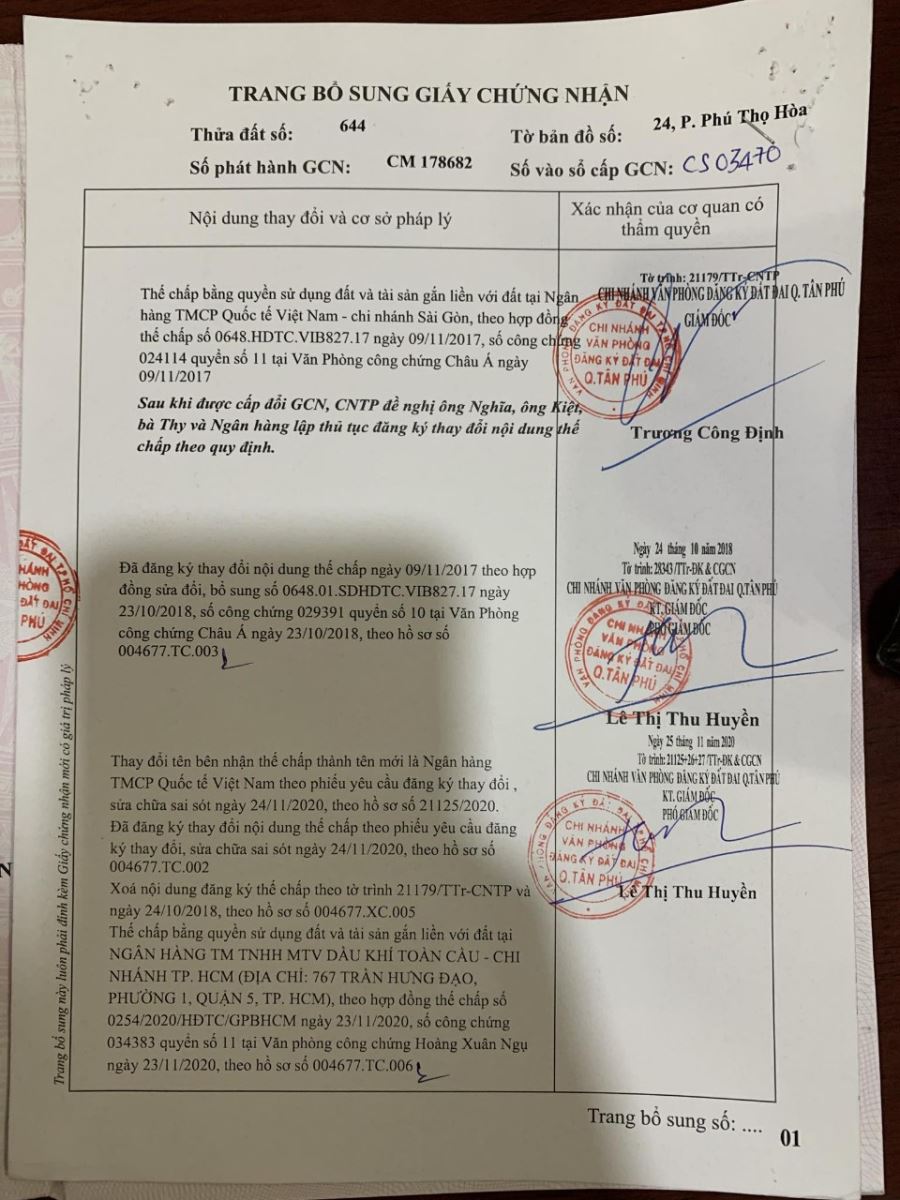 TRANG BỔ SUNG GIẤY CHỨNG NHẬN
Thửa đất số: 644 Tờ bản đồ số: 24, P. Phú Thọ Hòa
Số phát hành GCN: CM 178682 Số vào sổ cấp GCN: CS03470
Nội dung thay đổi và cơ sở pháp lý
Xác nhận của cơ quan có
thẩm quyền
Thế chấp bằng quyền sử dụng đất và tài sản gắn liền với đất tại Ngân
hàng TMCP Quốc tế Việt Nam - chi nhánh Sài Gòn, theo hợp đồng
thế chấp số 0648.HDTC.VIB827.17 ngày 09/11/2017, số công chứng
024114 quyển số 11 tại Văn Phòng công chứng Châu Á ngày
09/11/2017
Sau khi được cấp đổi GCN, CNTP đề nghị ông Nghĩa, ông Kiệt,
bà Thy và Ngân hàng lập thủ tục đăng ký thay đổi nội dung thế
chấp theo quy định.
Tờ trình: 21179/TTr-CNTP
CHI NHÁNH VĂN PHÒNG ĐĂNG KÝ ĐẤT ĐAI Q. TÂN PHÚ
GIÁM ĐỐC
VĂN PHÒNG ĐĂNG KÝ ĐẤT ĐAI TP. HỒ CHÍ MINH
CHI NHÁNH
VĂN PHÒNG
ĐĂNG KÝ ĐẤT ĐAI
Q.TÂN PHÚ
Trương Công Định
Đã đăng ký thay đổi nội dung thế chấp ngày 09/11/2017 theo hợp
đồng sửa đổi, bổ sung số 0648.01.SDHDTC.VIB827.17 ngày
23/10/2018, số công chứng 029391 quyển số 10 tại Văn Phòng
công chứng Châu Á ngày 23/10/2018, theo hồ sơ số
004677.TC.003
Ngày 24 tháng 10 năm 2018
Tờ trình: 28343/TTr-ĐK & CGCN
CHI NHÁNH VĂN PHÒNG ĐĂNG KÝ ĐẤT ĐAI Q.TÂN PHÚ
KT. GIÁM ĐỐC
PHÓ GIÁM ĐỐC
CHI NHÁNH
VĂN PHÒNG
ĐĂNG KÝ ĐẤT ĐAI
Q.TÂN PHÚ
Lê Thị Thu Huyền
Thay đổi tên bên nhận thế chấp thành tên mới là Ngân hàng
TMCP Quốc tế Việt Nam theo phiếu yêu cầu đăng ký thay đổi ,
sửa chữa sai sót ngày 24/11/2020, theo hồ sơ số 21125/2020.
Đã đăng ký thay đổi nội dung thế chấp theo phiếu yêu cầu đăng
ký thay đổi, sửa chữa sai sót ngày 24/11/2020, theo hồ sơ số
004677.TC.002
Xoá nội dung đăng ký thế chấp theo tờ trình 21179/TTr-CNTP và
ngày 24/10/2018, theo hồ sơ số 004677.XC.005
Thế chấp bằng quyền sử dụng đất và tài sản gắn liền với đất tại
NGÂN HÀNG TM TNHH MTV DẦU KHÍ TOÀN CẦU - CHI
NHÁNH TP. HCM (ĐỊA CHỈ: 767 TRẦN HƯNG ĐẠO,
PHƯỜNG 1, QUẬN 5, TP. HCM), theo hợp đồng thế chấp số
0254/2020/HĐTC/GPBHCM ngày 23/11/2020, số công chứng
034383 quyển số 11 tại Văn phòng công chứng Hoàng Xuân Ngụ
ngày 23/11/2020, theo hồ sơ số 004677.TC.006
Ngày 25 tháng 11 năm 2020
Tờ trình: 21125+26+27/TTr-ĐK & CGCN
CHI NHÁNH VĂN PHÒNG ĐĂNG KÝ ĐẤT ĐAI Q.TÂN PHÚ
KT. GIÁM ĐỐC
PHÓ GIÁM ĐỐC
CHI NHÁNH
VĂN PHÒNG
ĐĂNG KÝ ĐẤT ĐAI
Q.TÂN PHÚ
Lê Thị Thu Huyền
Trang bổ sung này luôn phải đính kèm Giấy chứng nhận mới có giá trị pháp lý
Trang bổ sung số: .... 01